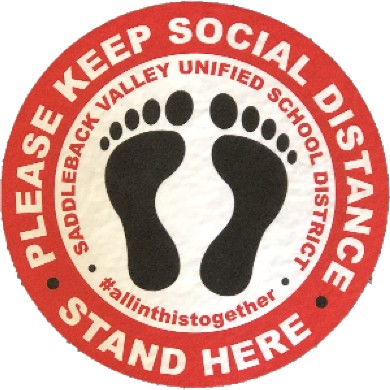 PLEASE KEEP SOCIAL DISTANCE
SADDLEBACK VALLEY UNIFIED SCHOOL DISTRICT
#allinthistogether
STAND HERE